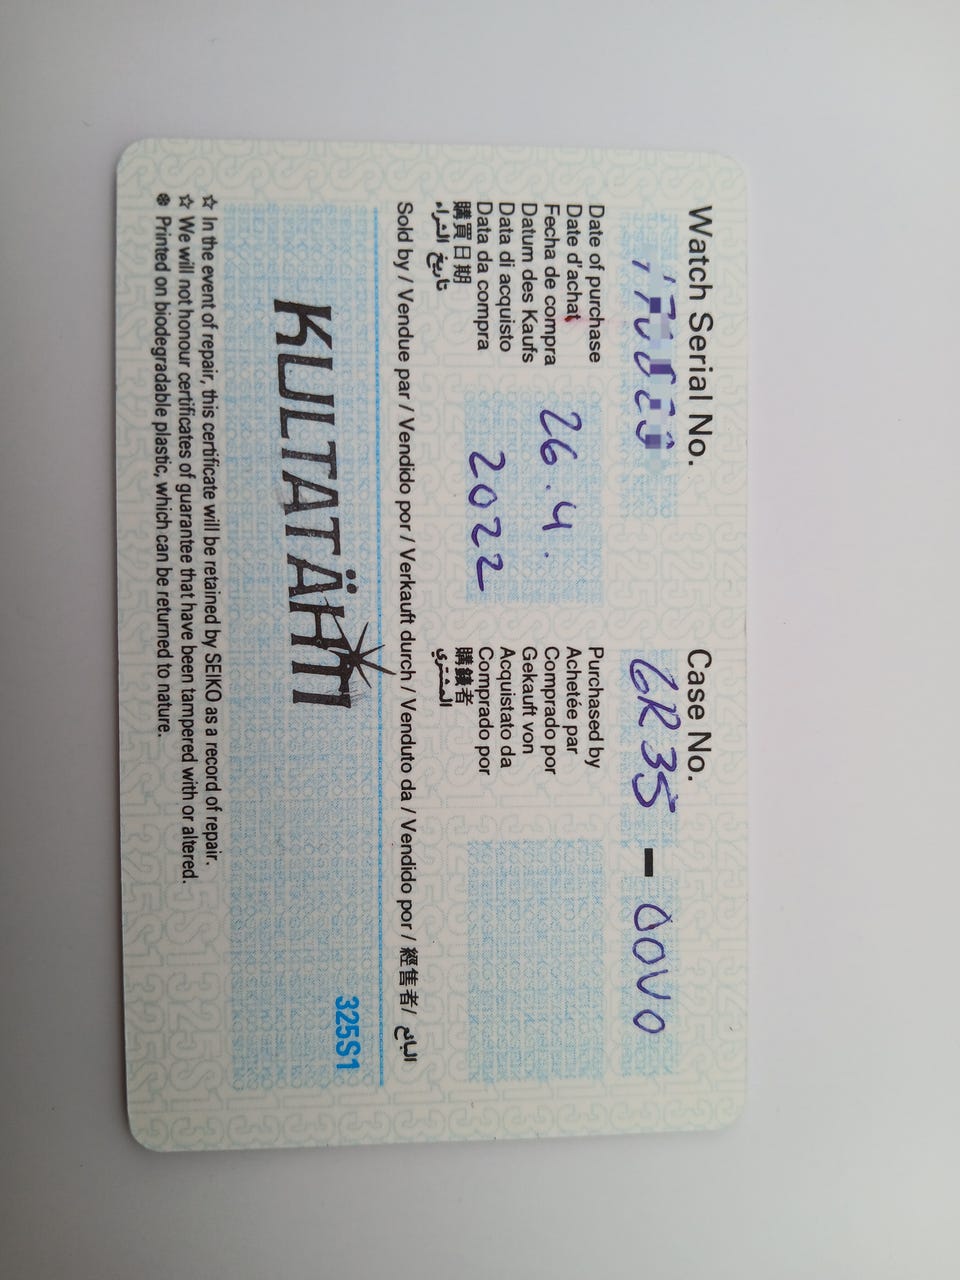 Watch Serial No.
Case No.
6R35 - 00V0
Date of purchase
Date d'achat
Fecha de compra
Datum des Kaufs
Data di acquisto
Data da compra
購買日期
تاريخ الشراء
26.4.
2022
Purchased by
Achetée par
Comprado por
Gekauft von
Acquistato da
Comprado por
購錶者
المشتري
Sold by / Vendue par / Vendido por / Verkauft durch / Venduto da / Vendido por / 經售者/ البائع
325S1
KULTATÄHTI
☆ In the event of repair, this certificate will be retained by SEIKO as a record of repair.
☆ We will not honour certificates of guarantee that have been tampered with or altered.
❆ Printed on biodegradable plastic, which can be returned to nature.